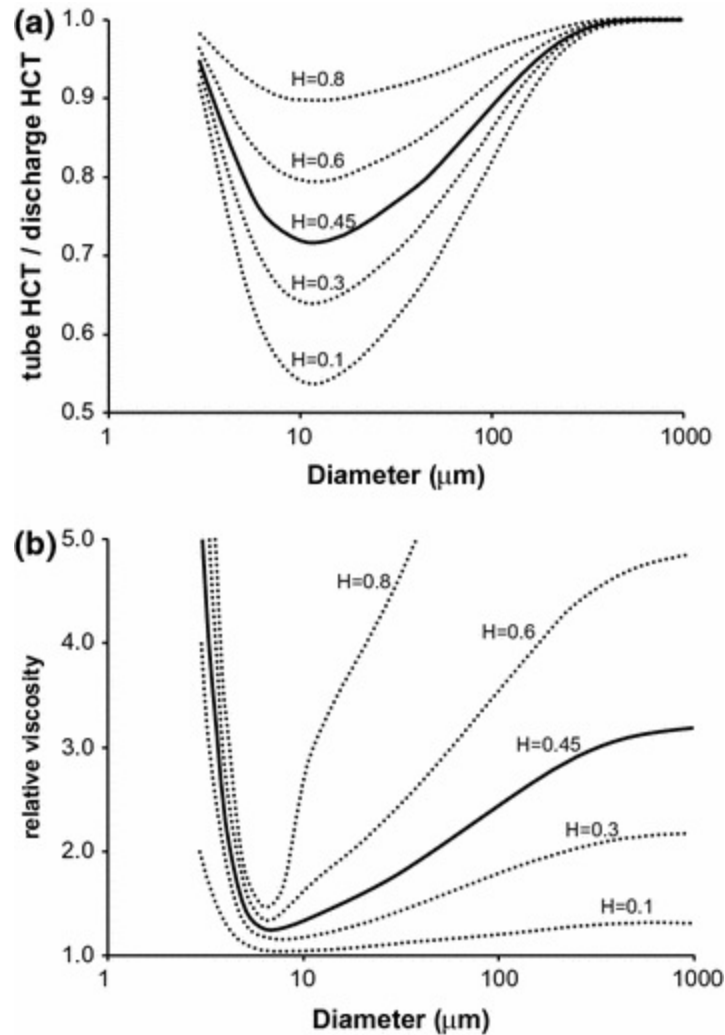 (a)
1.0
0.9
0.8
0.7
0.6
0.5
tube HCT / discharge HCT
H=0.8
H=0.6
H=0.45
H=0.3
H=0.1
1 10 100 1000
Diameter (μm)
(b)
5.0
4.0
3.0
2.0
1.0
relative viscosity
H=0.8
H=0.6
H=0.45
H=0.3
H=0.1
1 10 100 1000
Diameter (μm)